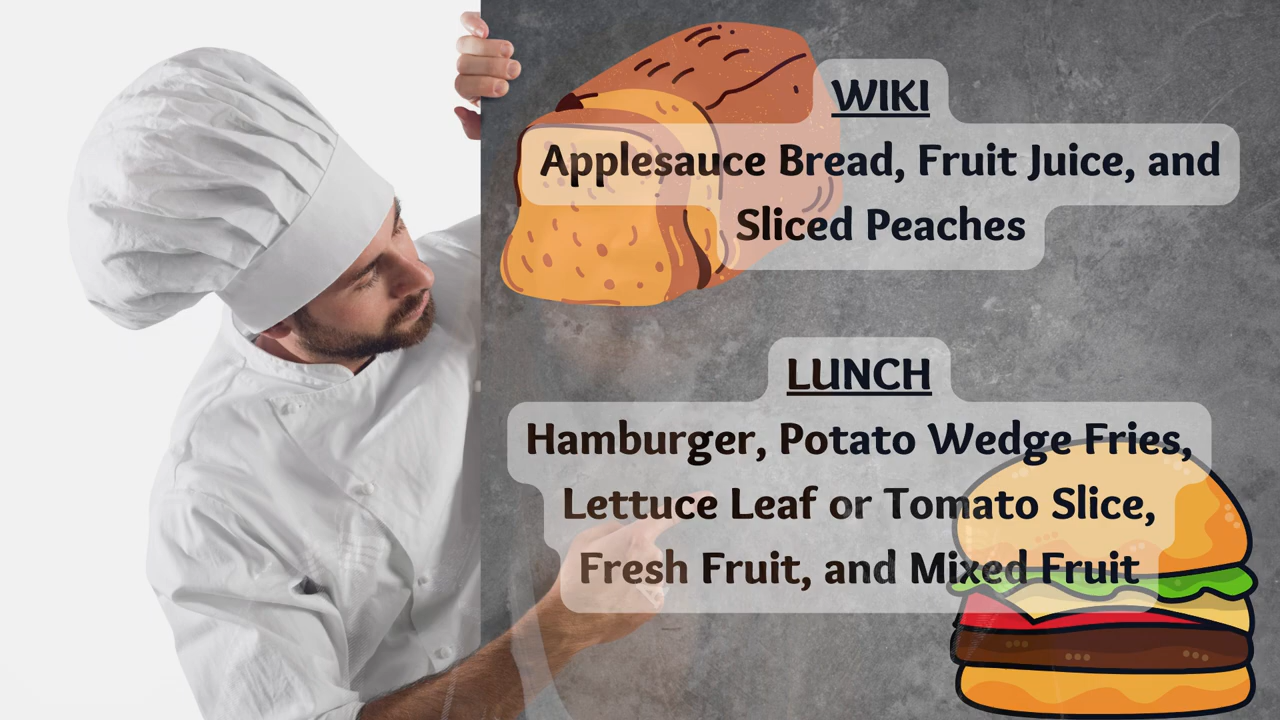 WIKI
Applesauce Bread, Fruit Juice, and
Sliced Peaches
LUNCH
Hamburger, Potato Wedge Fries,
Lettuce Leaf or Tomato Slice,
Fresh Fruit, and Mixed Fruit